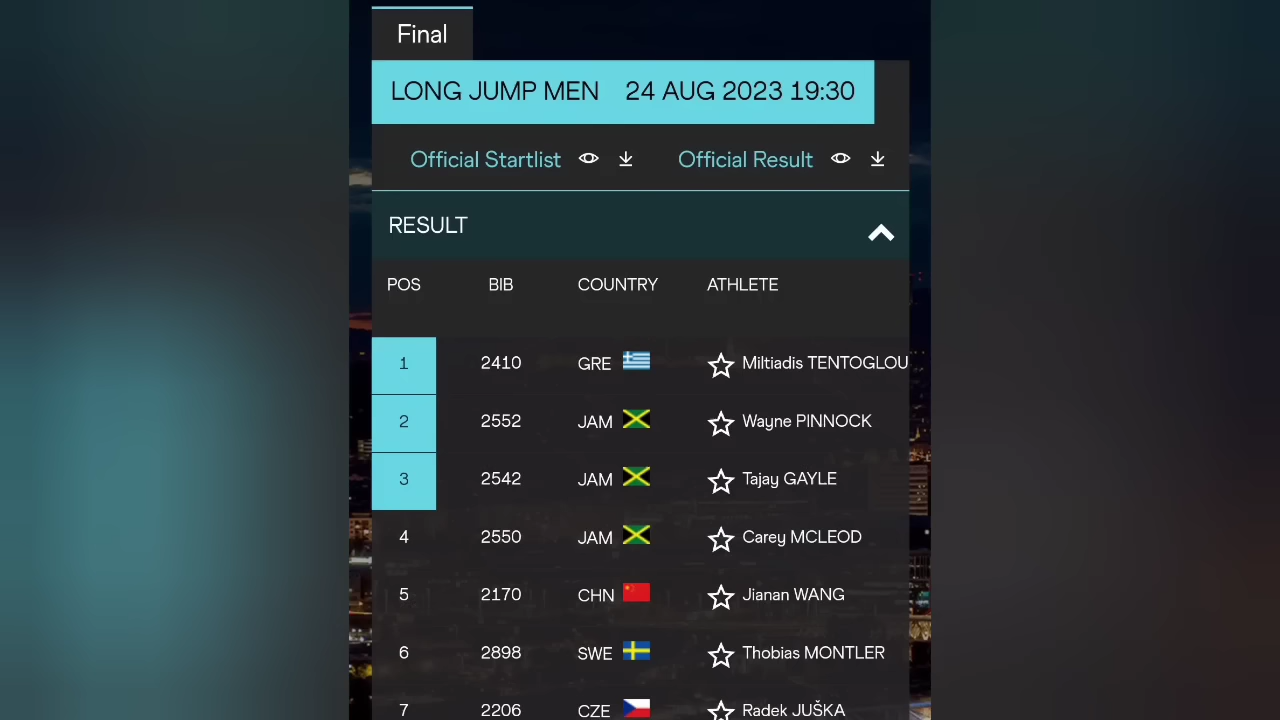 Final
LONG JUMP MEN 24 AUG 2023 19:30
Official Startlist Official Result
RESULT
POS BIB COUNTRY ATHLETE
1 2410 GRE Miltiadis TENTOGLOU
2 2552 JAM Wayne PINNOCK
3 2542 JAM Tajay GAYLE
4 2550 JAM Carey MCLEOD
5 2170 CHN Jianan WANG
6 2898 SWE Thobias MONTLER
7 2206 CZE Radek JUŠKA